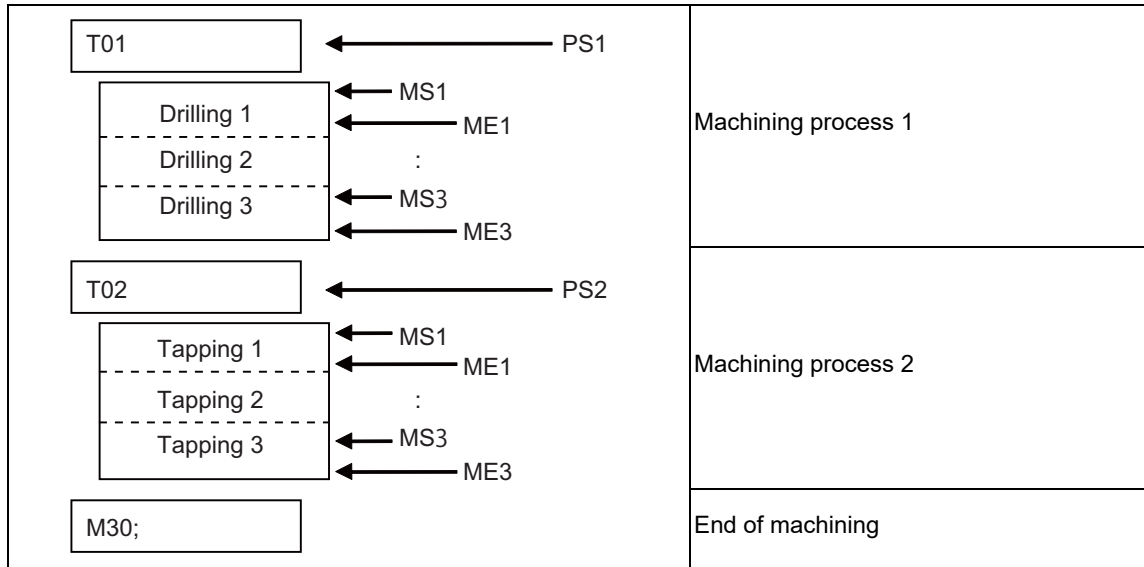 T01
PS1
MS1
Drilling 1
ME1
Machining process 1
Drilling 2
:
MS3
Drilling 3
ME3
T02
PS2
MS1
Tapping 1
ME1
Machining process 2
Tapping 2
:
MS3
Tapping 3
ME3
M30;
End of machining